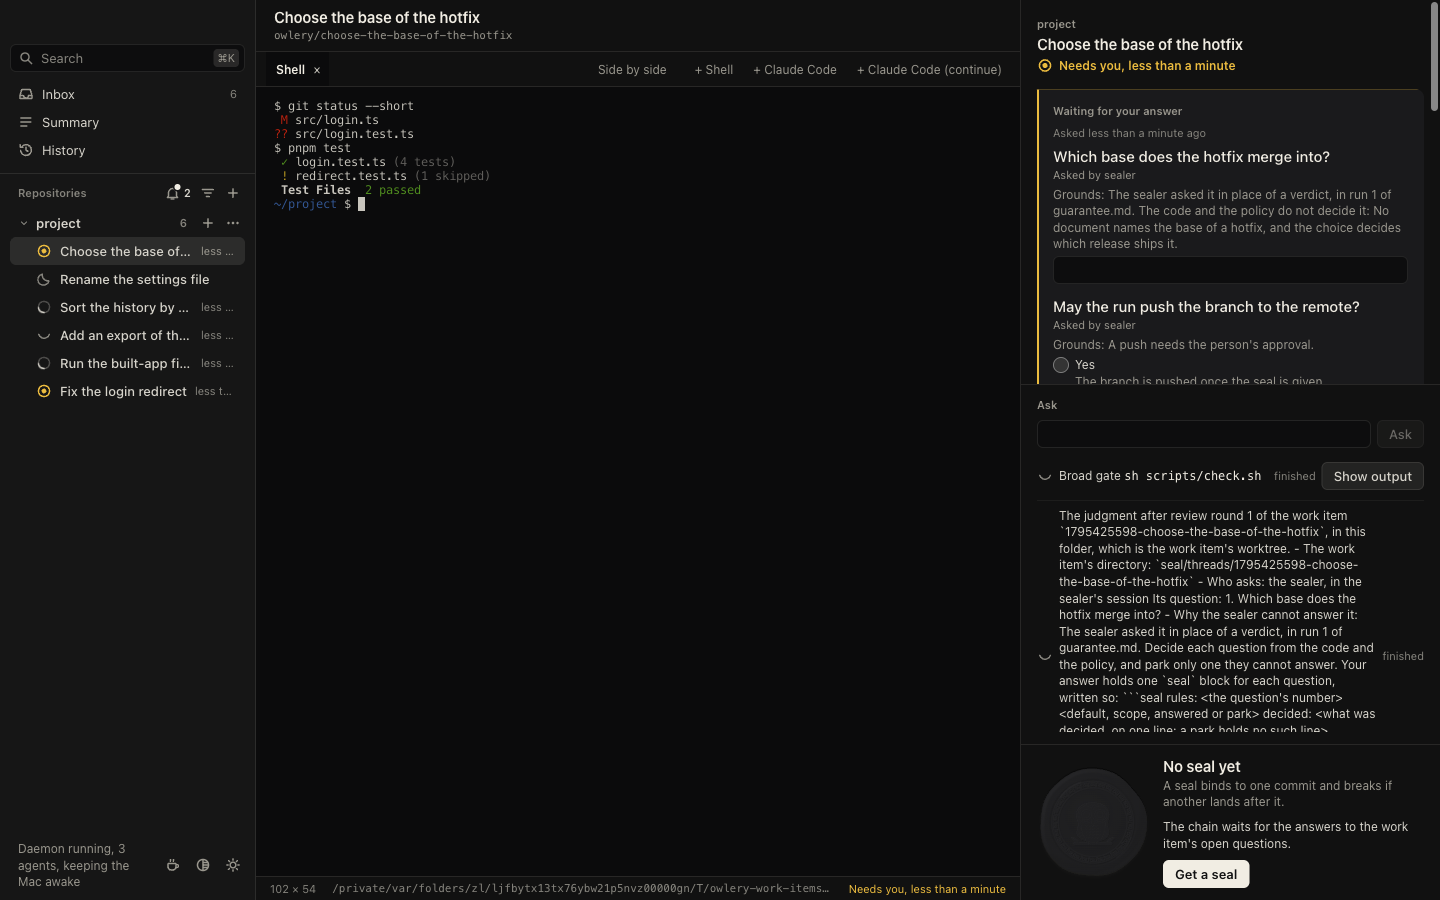 Search
⌘K
Inbox
6
Summary
History
Repositories
2
project
6
Choose the base of...
less ...
Rename the settings file
Sort the history by ...
less ...
Add an export of th...
less ...
Run the built-app fi...
less ...
Fix the login redirect
less t...
Daemon running, 3
agents, keeping the
Mac awake
Choose the base of the hotfix
owlery/choose-the-base-of-the-hotfix
Shell ×
Side by side
+ Shell
+ Claude Code
+ Claude Code (continue)
$ git status --short
M src/login.ts
?? src/login.test.ts
$ pnpm test
✓ login.test.ts (4 tests)
! redirect.test.ts (1 skipped)
Test Files 2 passed
~/project $
102 × 54
/private/var/folders/zl/ljfbytx13tx76ybw21p5nvz00000gn/T/owlery-work-items…
Needs you, less than a minute
project
Choose the base of the hotfix
Needs you, less than a minute
Waiting for your answer
Asked less than a minute ago
Which base does the hotfix merge into?
Asked by sealer
Grounds: The sealer asked it in place of a verdict, in run 1 of
guarantee.md. The code and the policy do not decide it: No
document names the base of a hotfix, and the choice decides
which release ships it.
May the run push the branch to the remote?
Asked by sealer
Grounds: A push needs the person's approval.
Yes
The branch is pushed once the seal is given
Ask
Ask
Broad gate sh scripts/check.sh
finished
Show output
The judgment after review round 1 of the work item
`1795425598-choose-the-base-of-the-hotfix`, in this
folder, which is the work item's worktree. - The work
item's directory: `seal/threads/1795425598-choose-
the-base-of-the-hotfix` - Who asks: the sealer, in the
sealer's session Its question: 1. Which base does the
hotfix merge into? - Why the sealer cannot answer it:
The sealer asked it in place of a verdict, in run 1 of
guarantee.md. Decide each question from the code and
the policy, and park only one they cannot answer. Your
answer holds one `seal` block for each question,
written so: ```seal rules: <the question's number>
<default, scope, answered or park> decided: <what was
decided, on one line; a park holds no such line>
finished
No seal yet
A seal binds to one commit and breaks if
another lands after it.
The chain waits for the answers to the work
item's open questions.
Get a seal